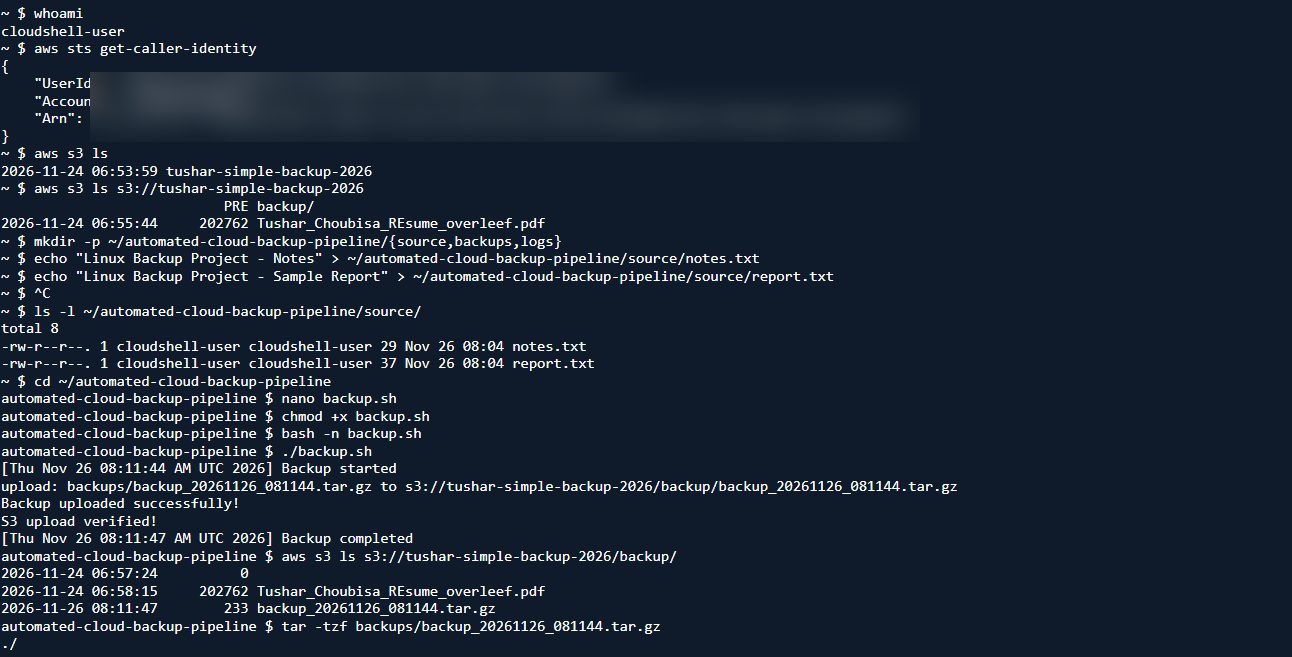 ~ $ whoami
cloudshell-user
~ $ aws sts get-caller-identity
{
    "UserId
    "Accoun
    "Arn":
}
~ $ aws s3 ls
2026-11-24 06:53:59 tushar-simple-backup-2026
~ $ aws s3 ls s3://tushar-simple-backup-2026
                           PRE backup/
2026-11-24 06:55:44     202762 Tushar_Choubisa_REsume_overleef.pdf
~ $ mkdir -p ~/automated-cloud-backup-pipeline/{source,backups,logs}
~ $ echo "Linux Backup Project - Notes" > ~/automated-cloud-backup-pipeline/source/notes.txt
~ $ echo "Linux Backup Project - Sample Report" > ~/automated-cloud-backup-pipeline/source/report.txt
~ $ ^C
~ $ ls -l ~/automated-cloud-backup-pipeline/source/
total 8
-rw-r--r--. 1 cloudshell-user cloudshell-user 29 Nov 26 08:04 notes.txt
-rw-r--r--. 1 cloudshell-user cloudshell-user 37 Nov 26 08:04 report.txt
~ $ cd ~/automated-cloud-backup-pipeline
automated-cloud-backup-pipeline $ nano backup.sh
automated-cloud-backup-pipeline $ chmod +x backup.sh
automated-cloud-backup-pipeline $ bash -n backup.sh
automated-cloud-backup-pipeline $ ./backup.sh
[Thu Nov 26 08:11:44 AM UTC 2026] Backup started
upload: backups/backup_20261126_081144.tar.gz to s3://tushar-simple-backup-2026/backup/backup_20261126_081144.tar.gz
Backup uploaded successfully!
S3 upload verified!
[Thu Nov 26 08:11:47 AM UTC 2026] Backup completed
automated-cloud-backup-pipeline $ aws s3 ls s3://tushar-simple-backup-2026/backup/
2026-11-24 06:57:24          0
2026-11-24 06:58:15     202762 Tushar_Choubisa_REsume_overleef.pdf
2026-11-26 08:11:47        233 backup_20261126_081144.tar.gz
automated-cloud-backup-pipeline $ tar -tzf backups/backup_20261126_081144.tar.gz
./